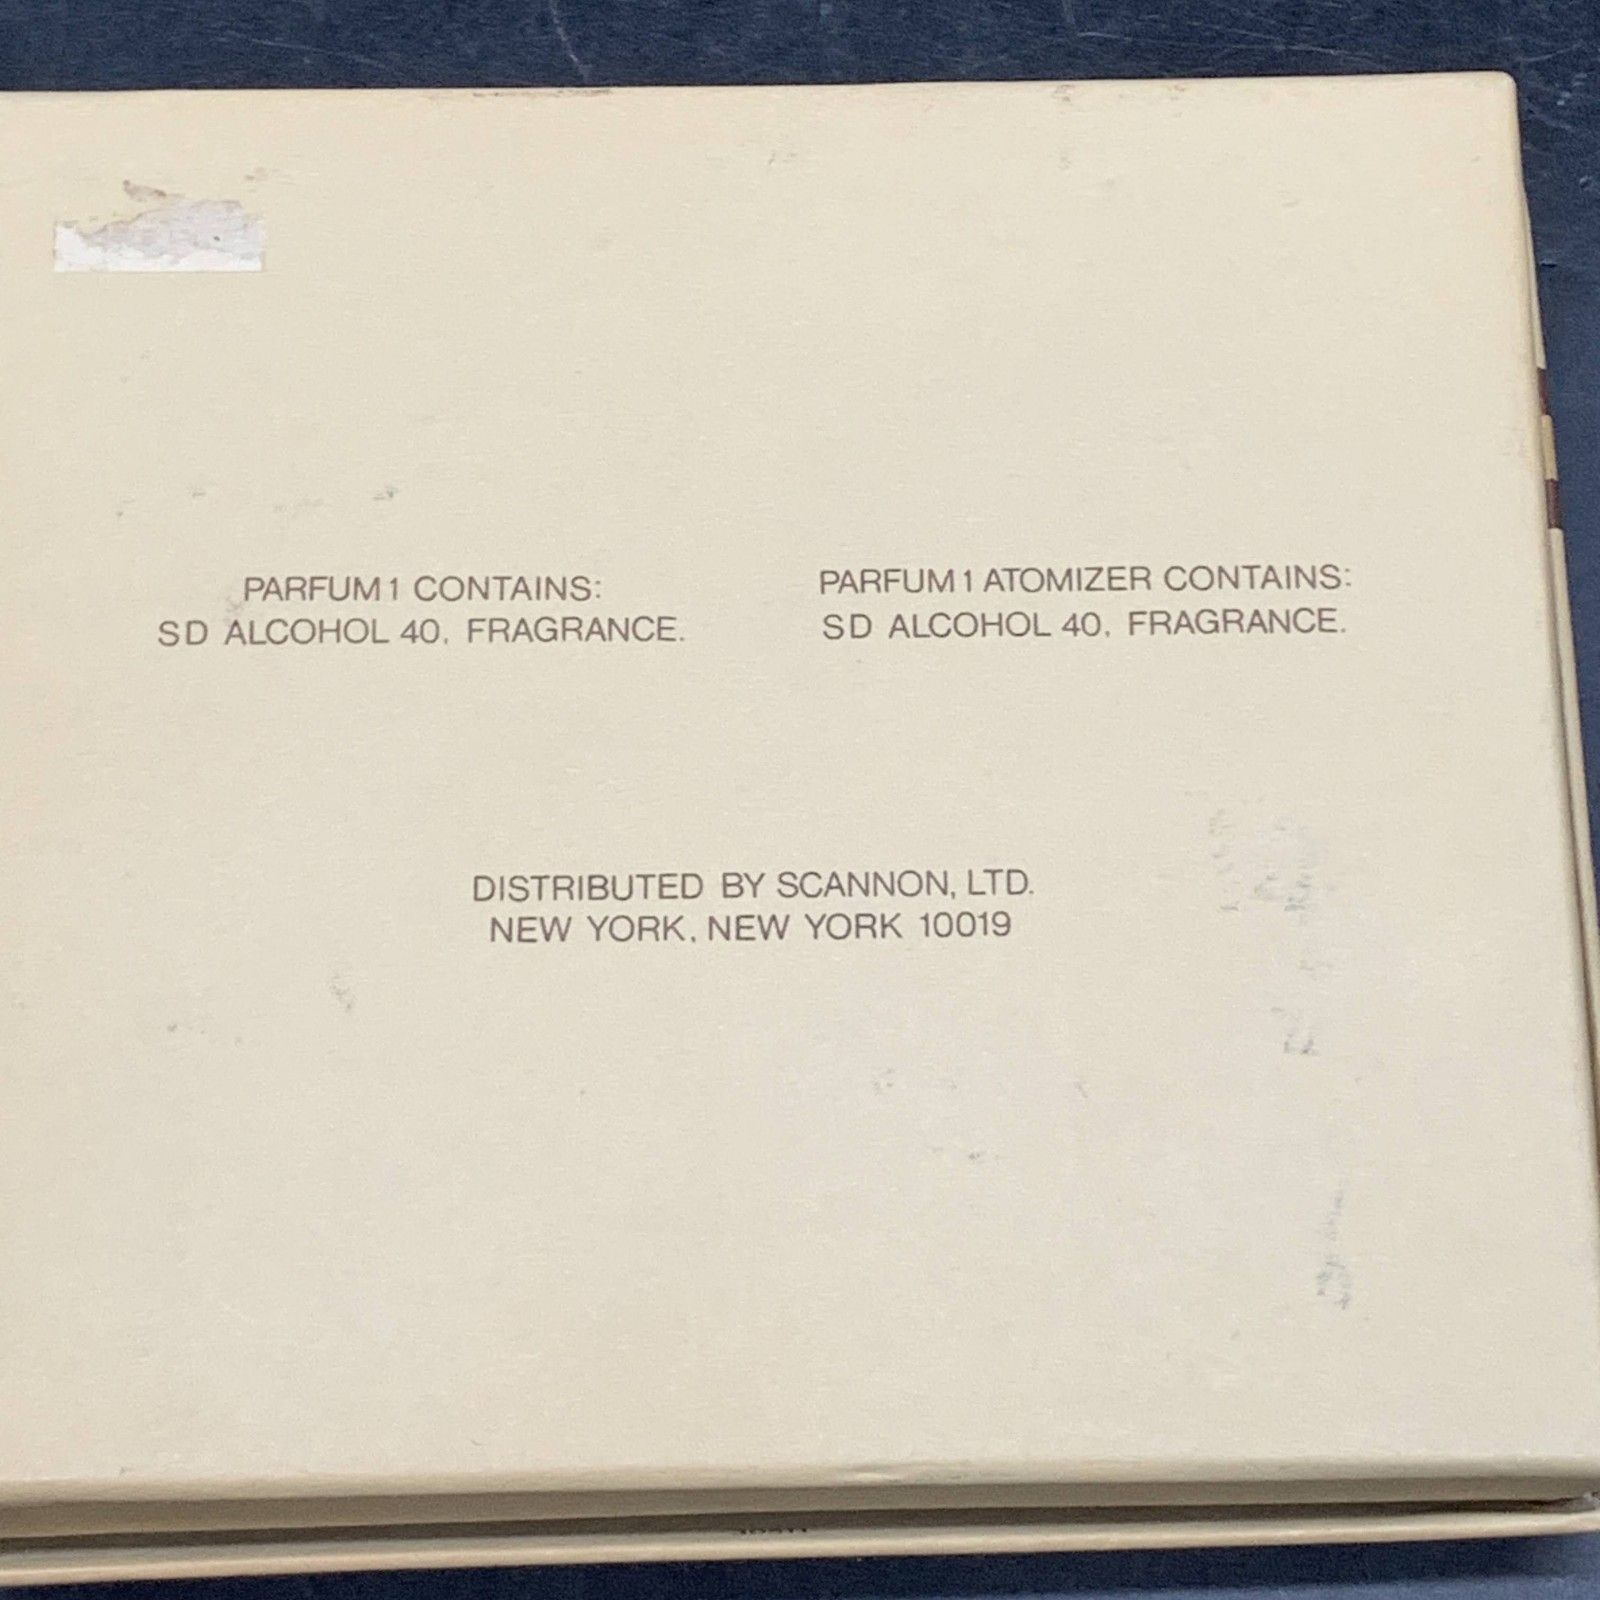 PARFUM 1 CONTAINS:
SD ALCOHOL 40, FRAGRANCE.
PARFUM 1 ATOMIZER CONTAINS:
SD ALCOHOL 40, FRAGRANCE.
DISTRIBUTED BY SCANNON, LTD.
NEW YORK, NEW YORK 10019